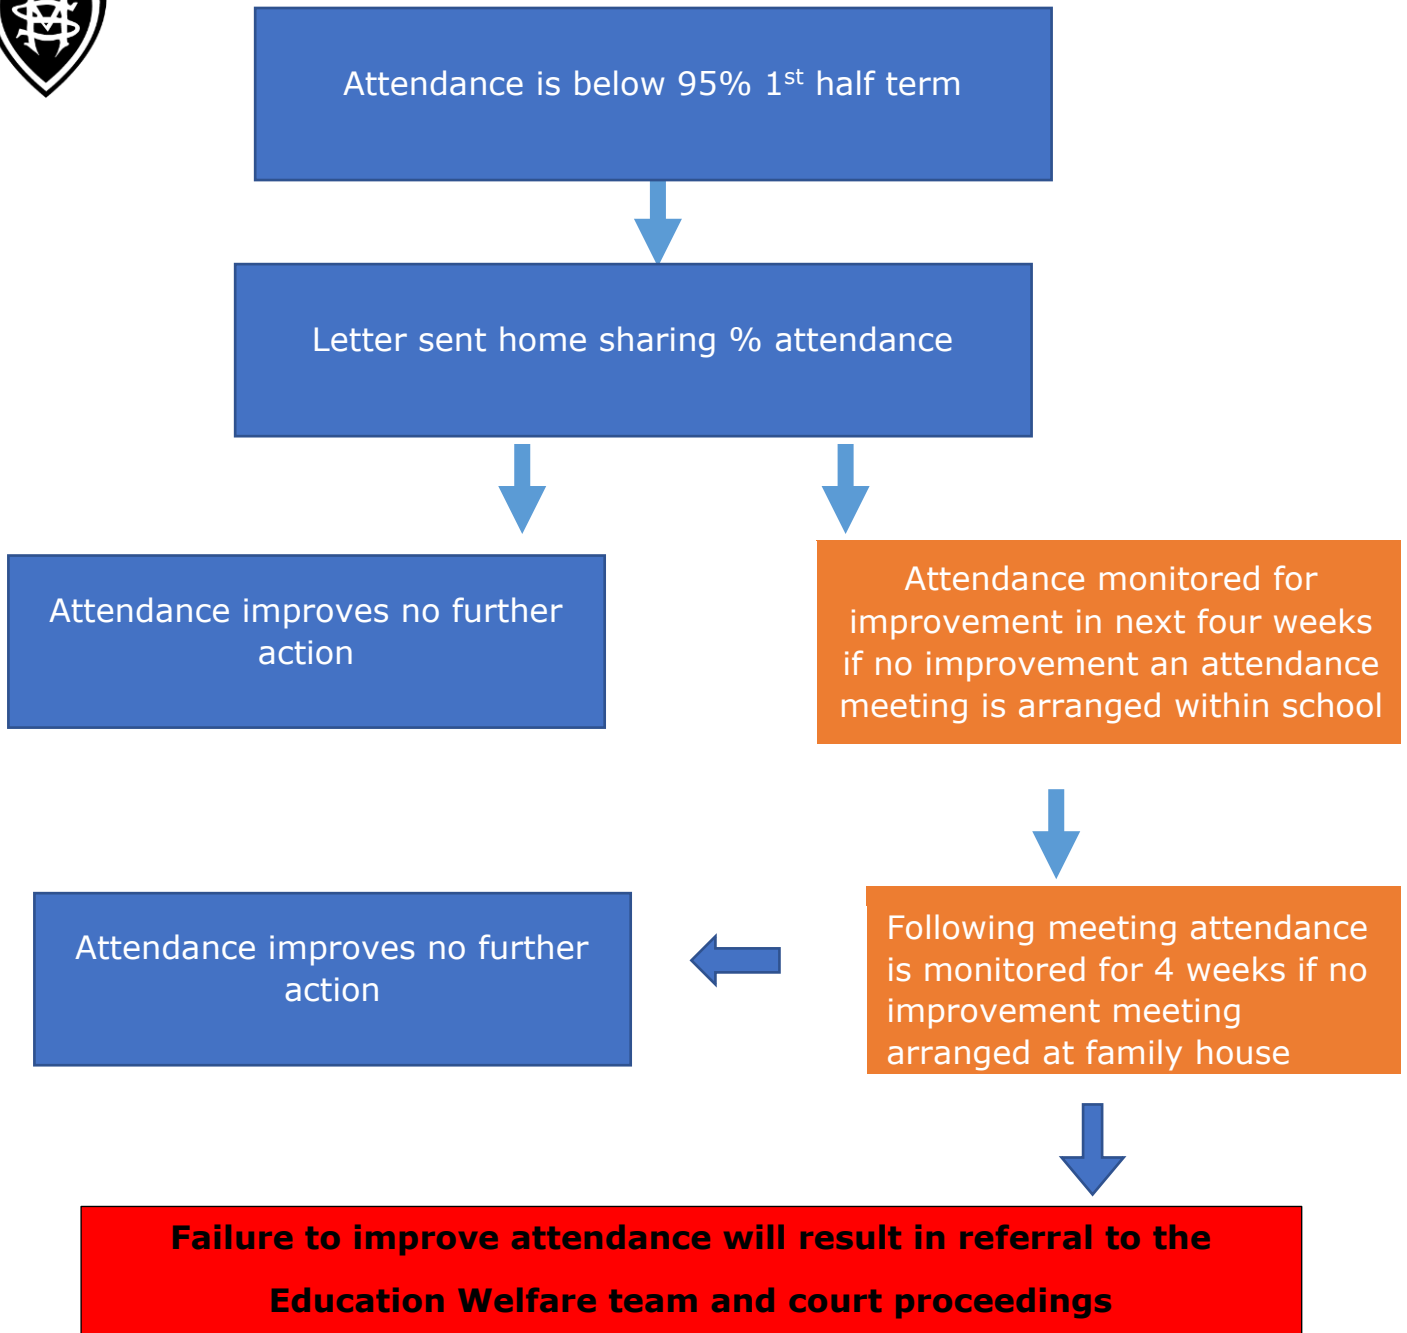 Attendance is below 95% 1st half term
Letter sent home sharing % attendance
Attendance improves no further
action
Attendance monitored for
improvement in next four weeks
if no improvement an attendance
meeting is arranged within school
Attendance improves no further
action
Following meeting attendance
is monitored for 4 weeks if no
improvement meeting
arranged at family house
Failure to improve attendance will result in referral to the
Education Welfare team and court proceedings